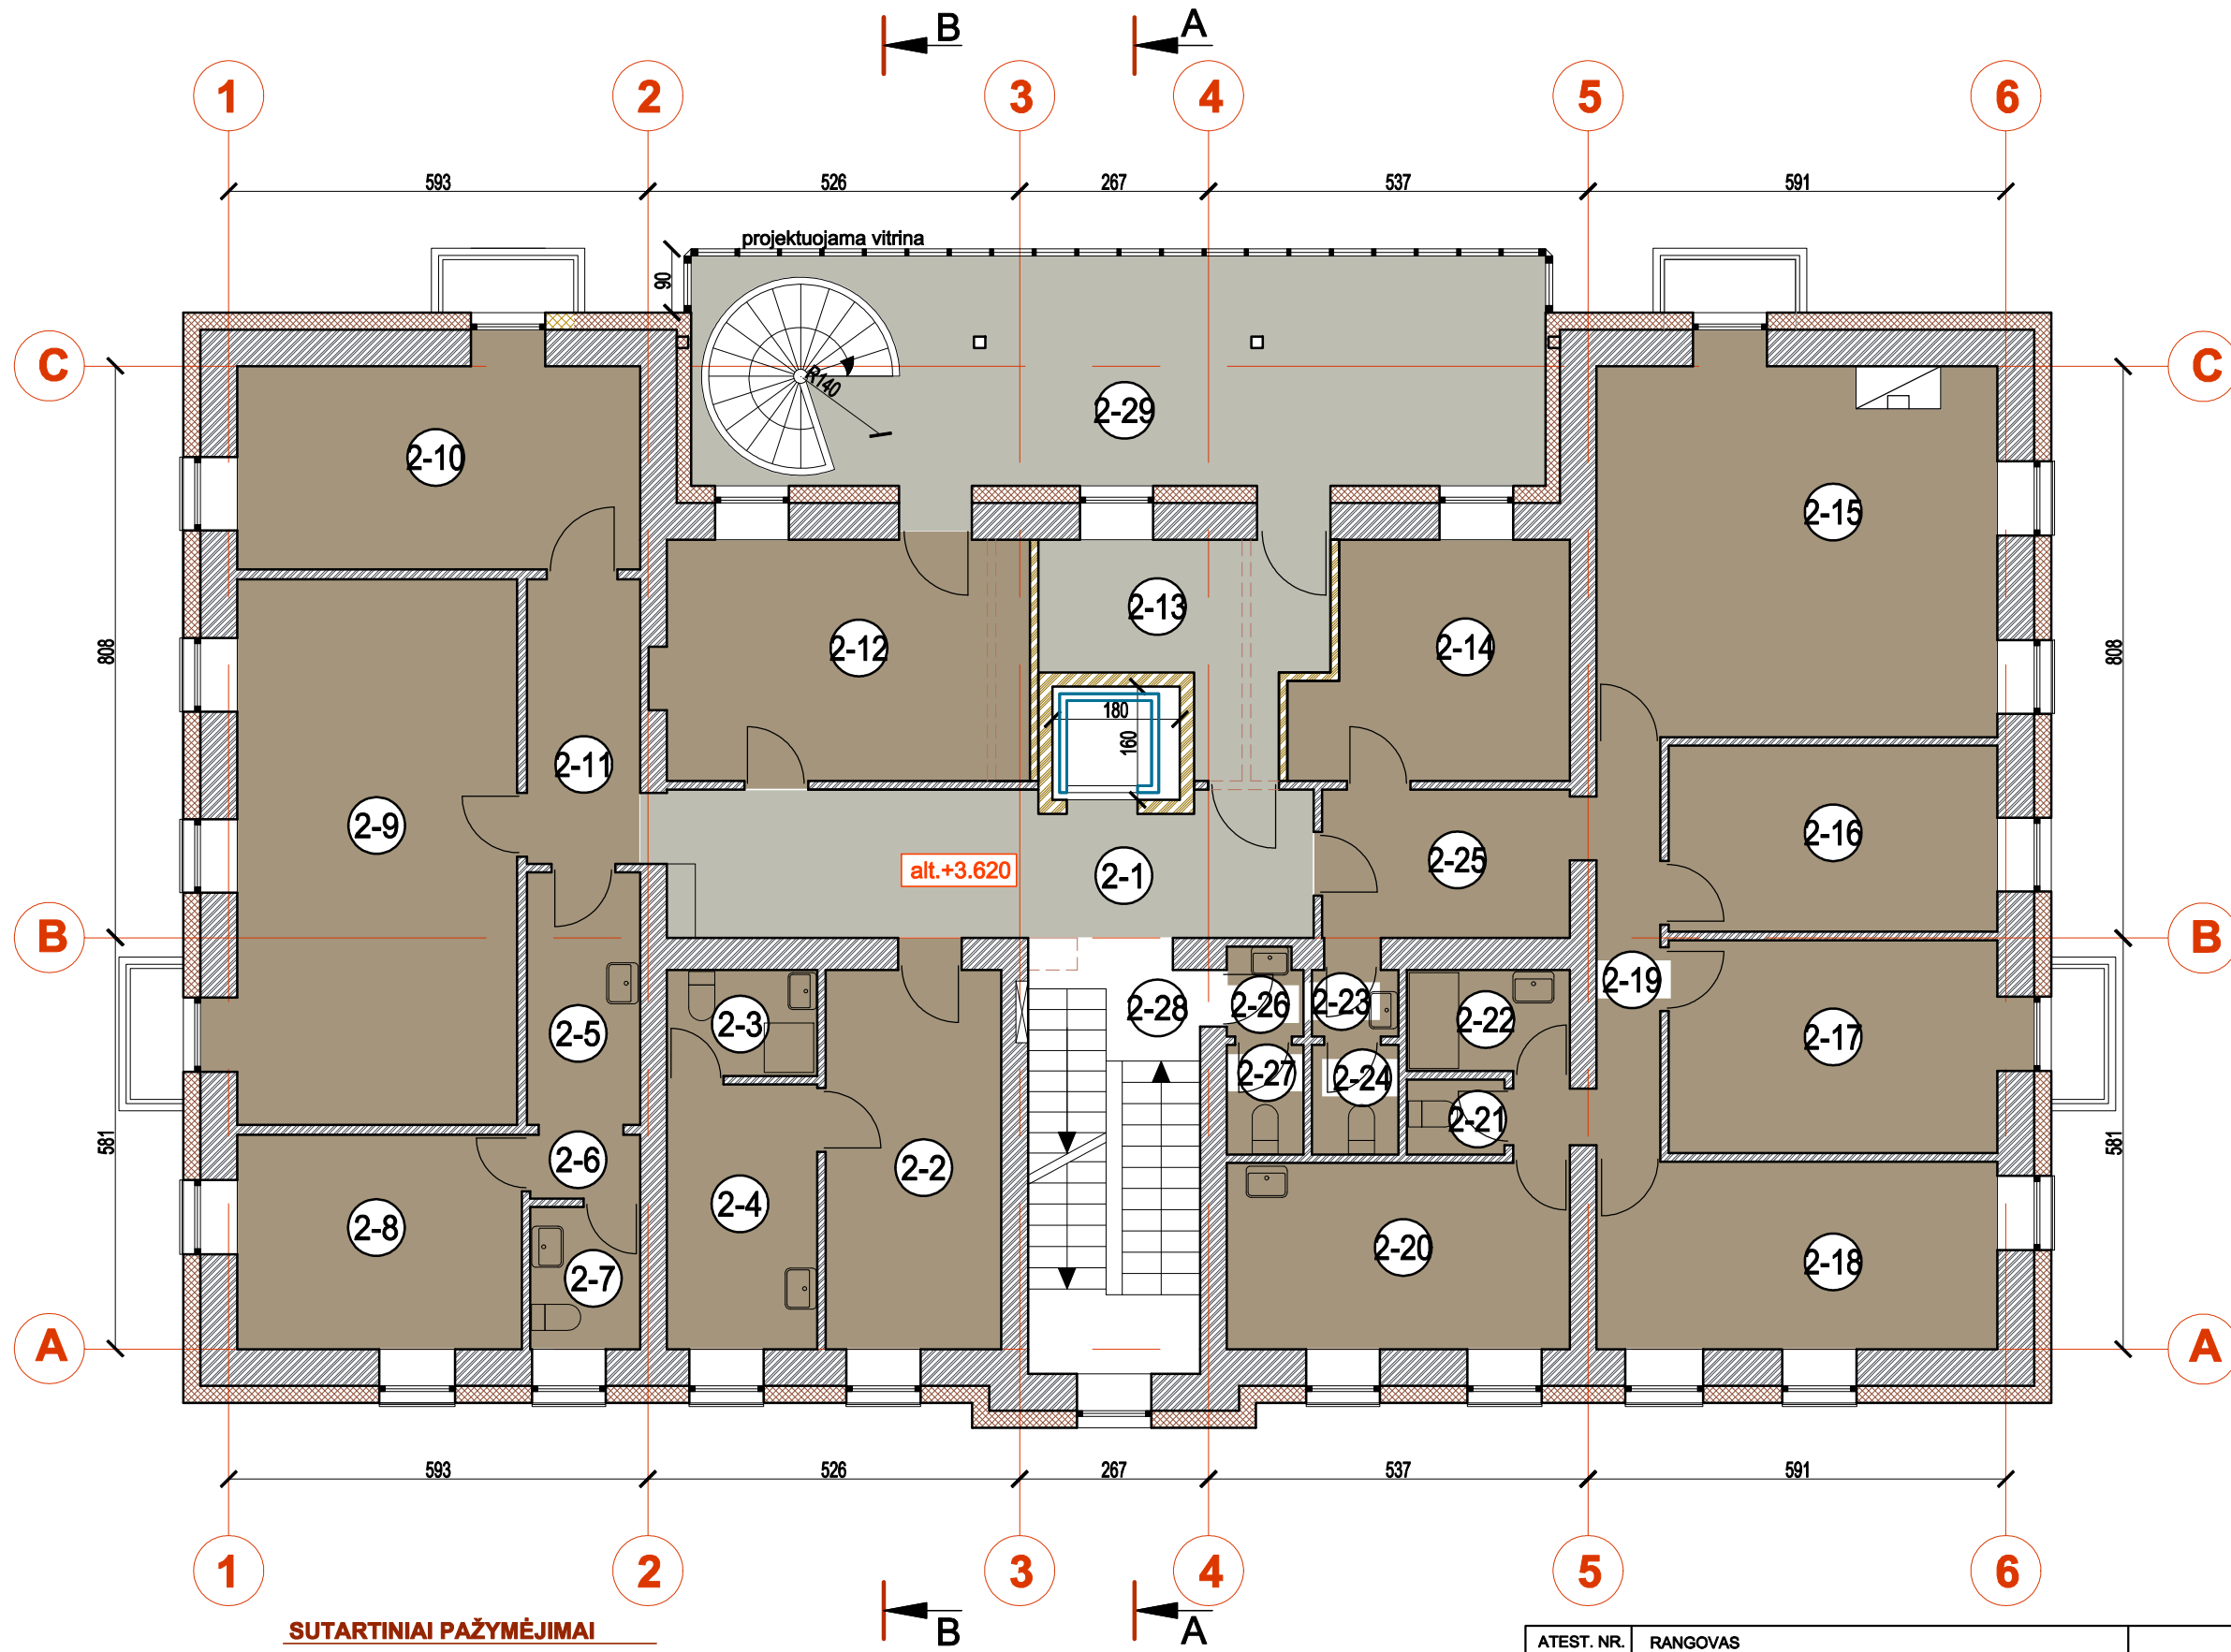 B A
1 2 3 4 5 6
593 526 267 537 591
projektuojama vitrina
90
C C
R140
2-29
2-10
2-15
2-13
2-12 2-14
808 808
180
160
2-11
2-9 2-16
2-25
alt.+3.620 2-1
B B
2-19
2-5 2-3 2-28 2-26 2-23 2-22 2-17
2-27 2-24
2-21
581 581
2-6 2-2
2-4
2-8 2-20 2-18
2-7
A A
593 526 267 537 591
1 2 3 4 5 6
B A
SUTARTINIAI PAŽYMĖJIMAI
ATEST. NR. RANGOVAS